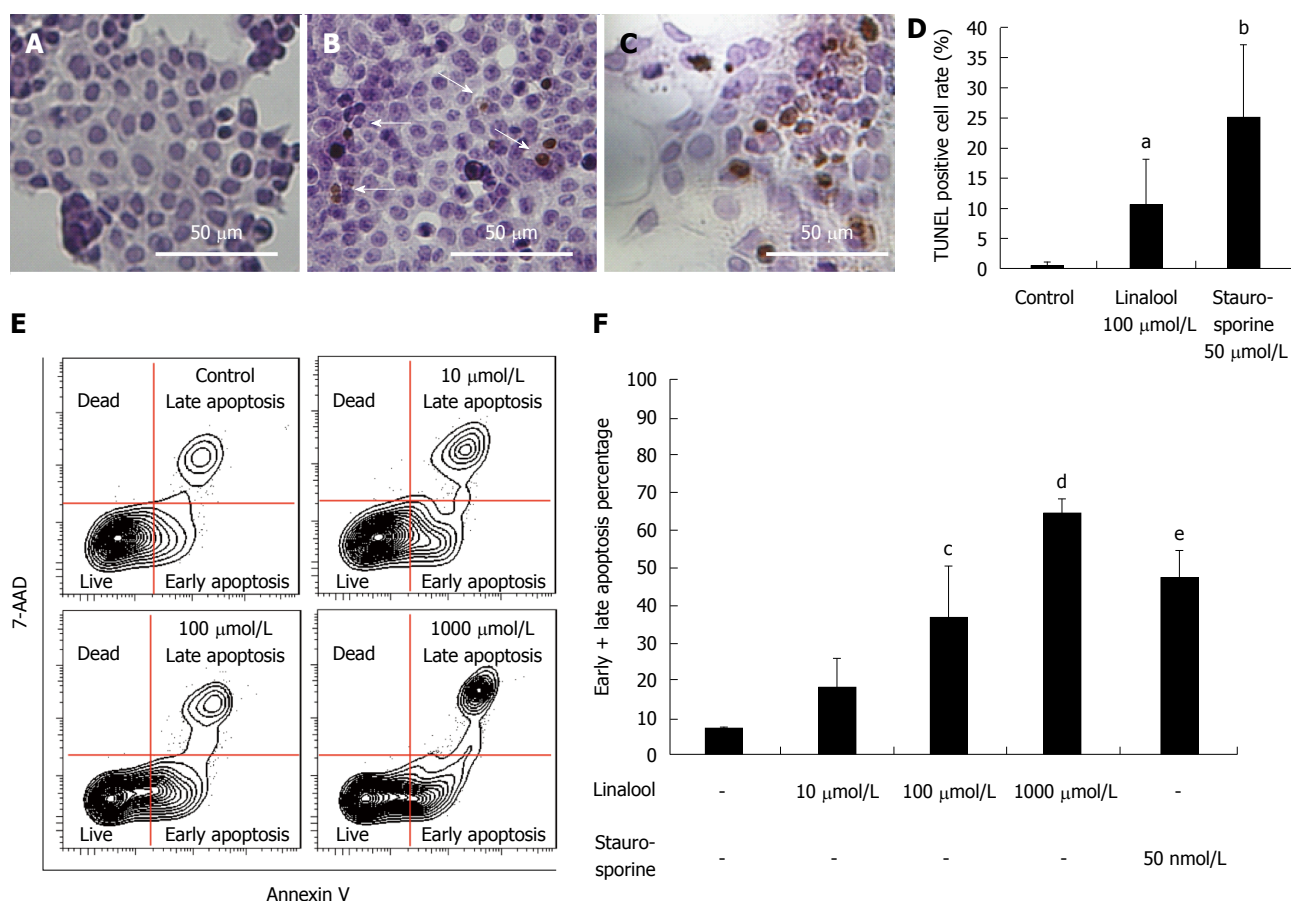 A
B
C
50 μm
50 μm
50 μm
D
TUNEL positive cell rate (%)
40
35
30
25
20
15
10
5
0
a
b
Control
Linalool
100 μmol/L
Stauro-
sporine
50 μmol/L
E
7-AAD
Control
Dead
Late apoptosis
Live
Early apoptosis
10 μmol/L
Dead
Late apoptosis
Live
Early apoptosis
100 μmol/L
Dead
Late apoptosis
Live
Early apoptosis
1000 μmol/L
Dead
Late apoptosis
Live
Early apoptosis
Annexin V
F
Early + late apoptosis percentage
100
90
80
70
60
50
40
30
20
10
0
c
d
e
Linalool - 10 μmol/L 100 μmol/L 1000 μmol/L -
Stauro-
sporine
- - - - 50 nmol/L